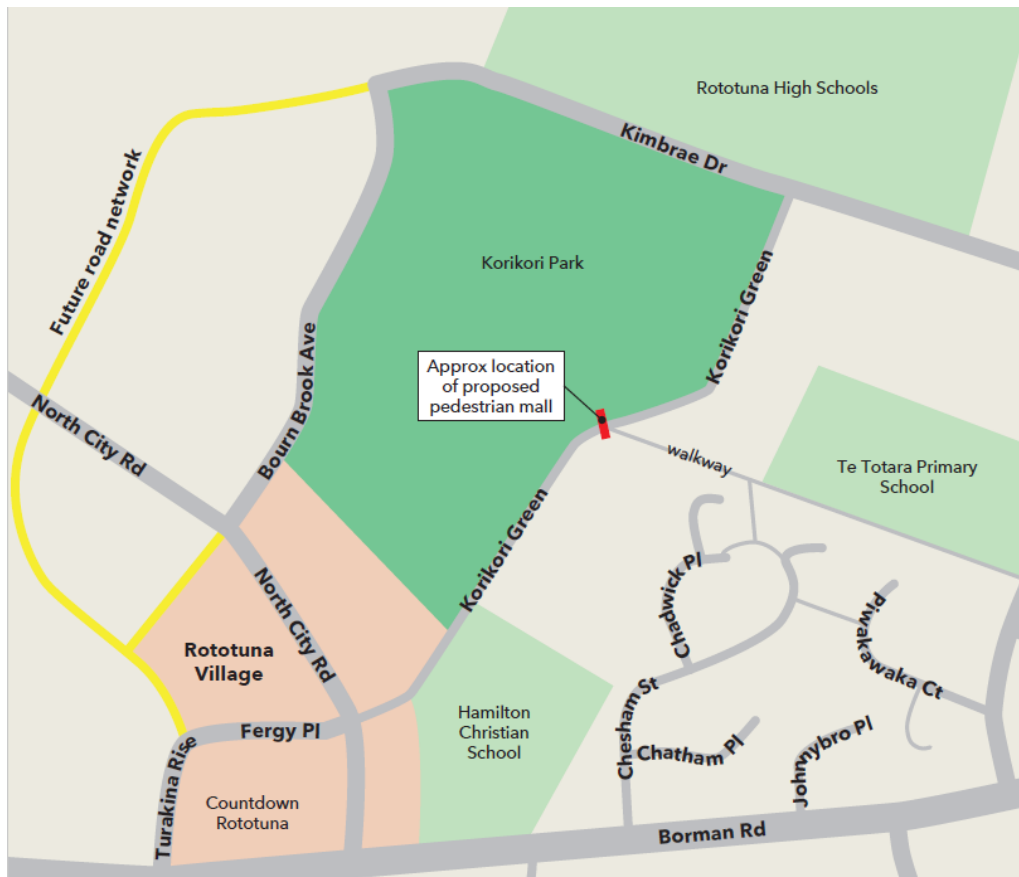 Rototuna High Schools
Kimbrae Dr
Future road network
Korikori Park
Korikori Green
Bourn Brook Ave
Approx location
of proposed
pedestrian mall
North City Rd
walkway
Te Totara Primary
School
Korikori Green
North City Rd
Chadwick Pl
Piwakawaka Ct
Rototuna
Village
Chesham St
Hamilton
Christian
School
Fergy Pl
Chatham Pl
Johnnybro Pl
Turakina Rise
Countdown
Rototuna
Borman Rd